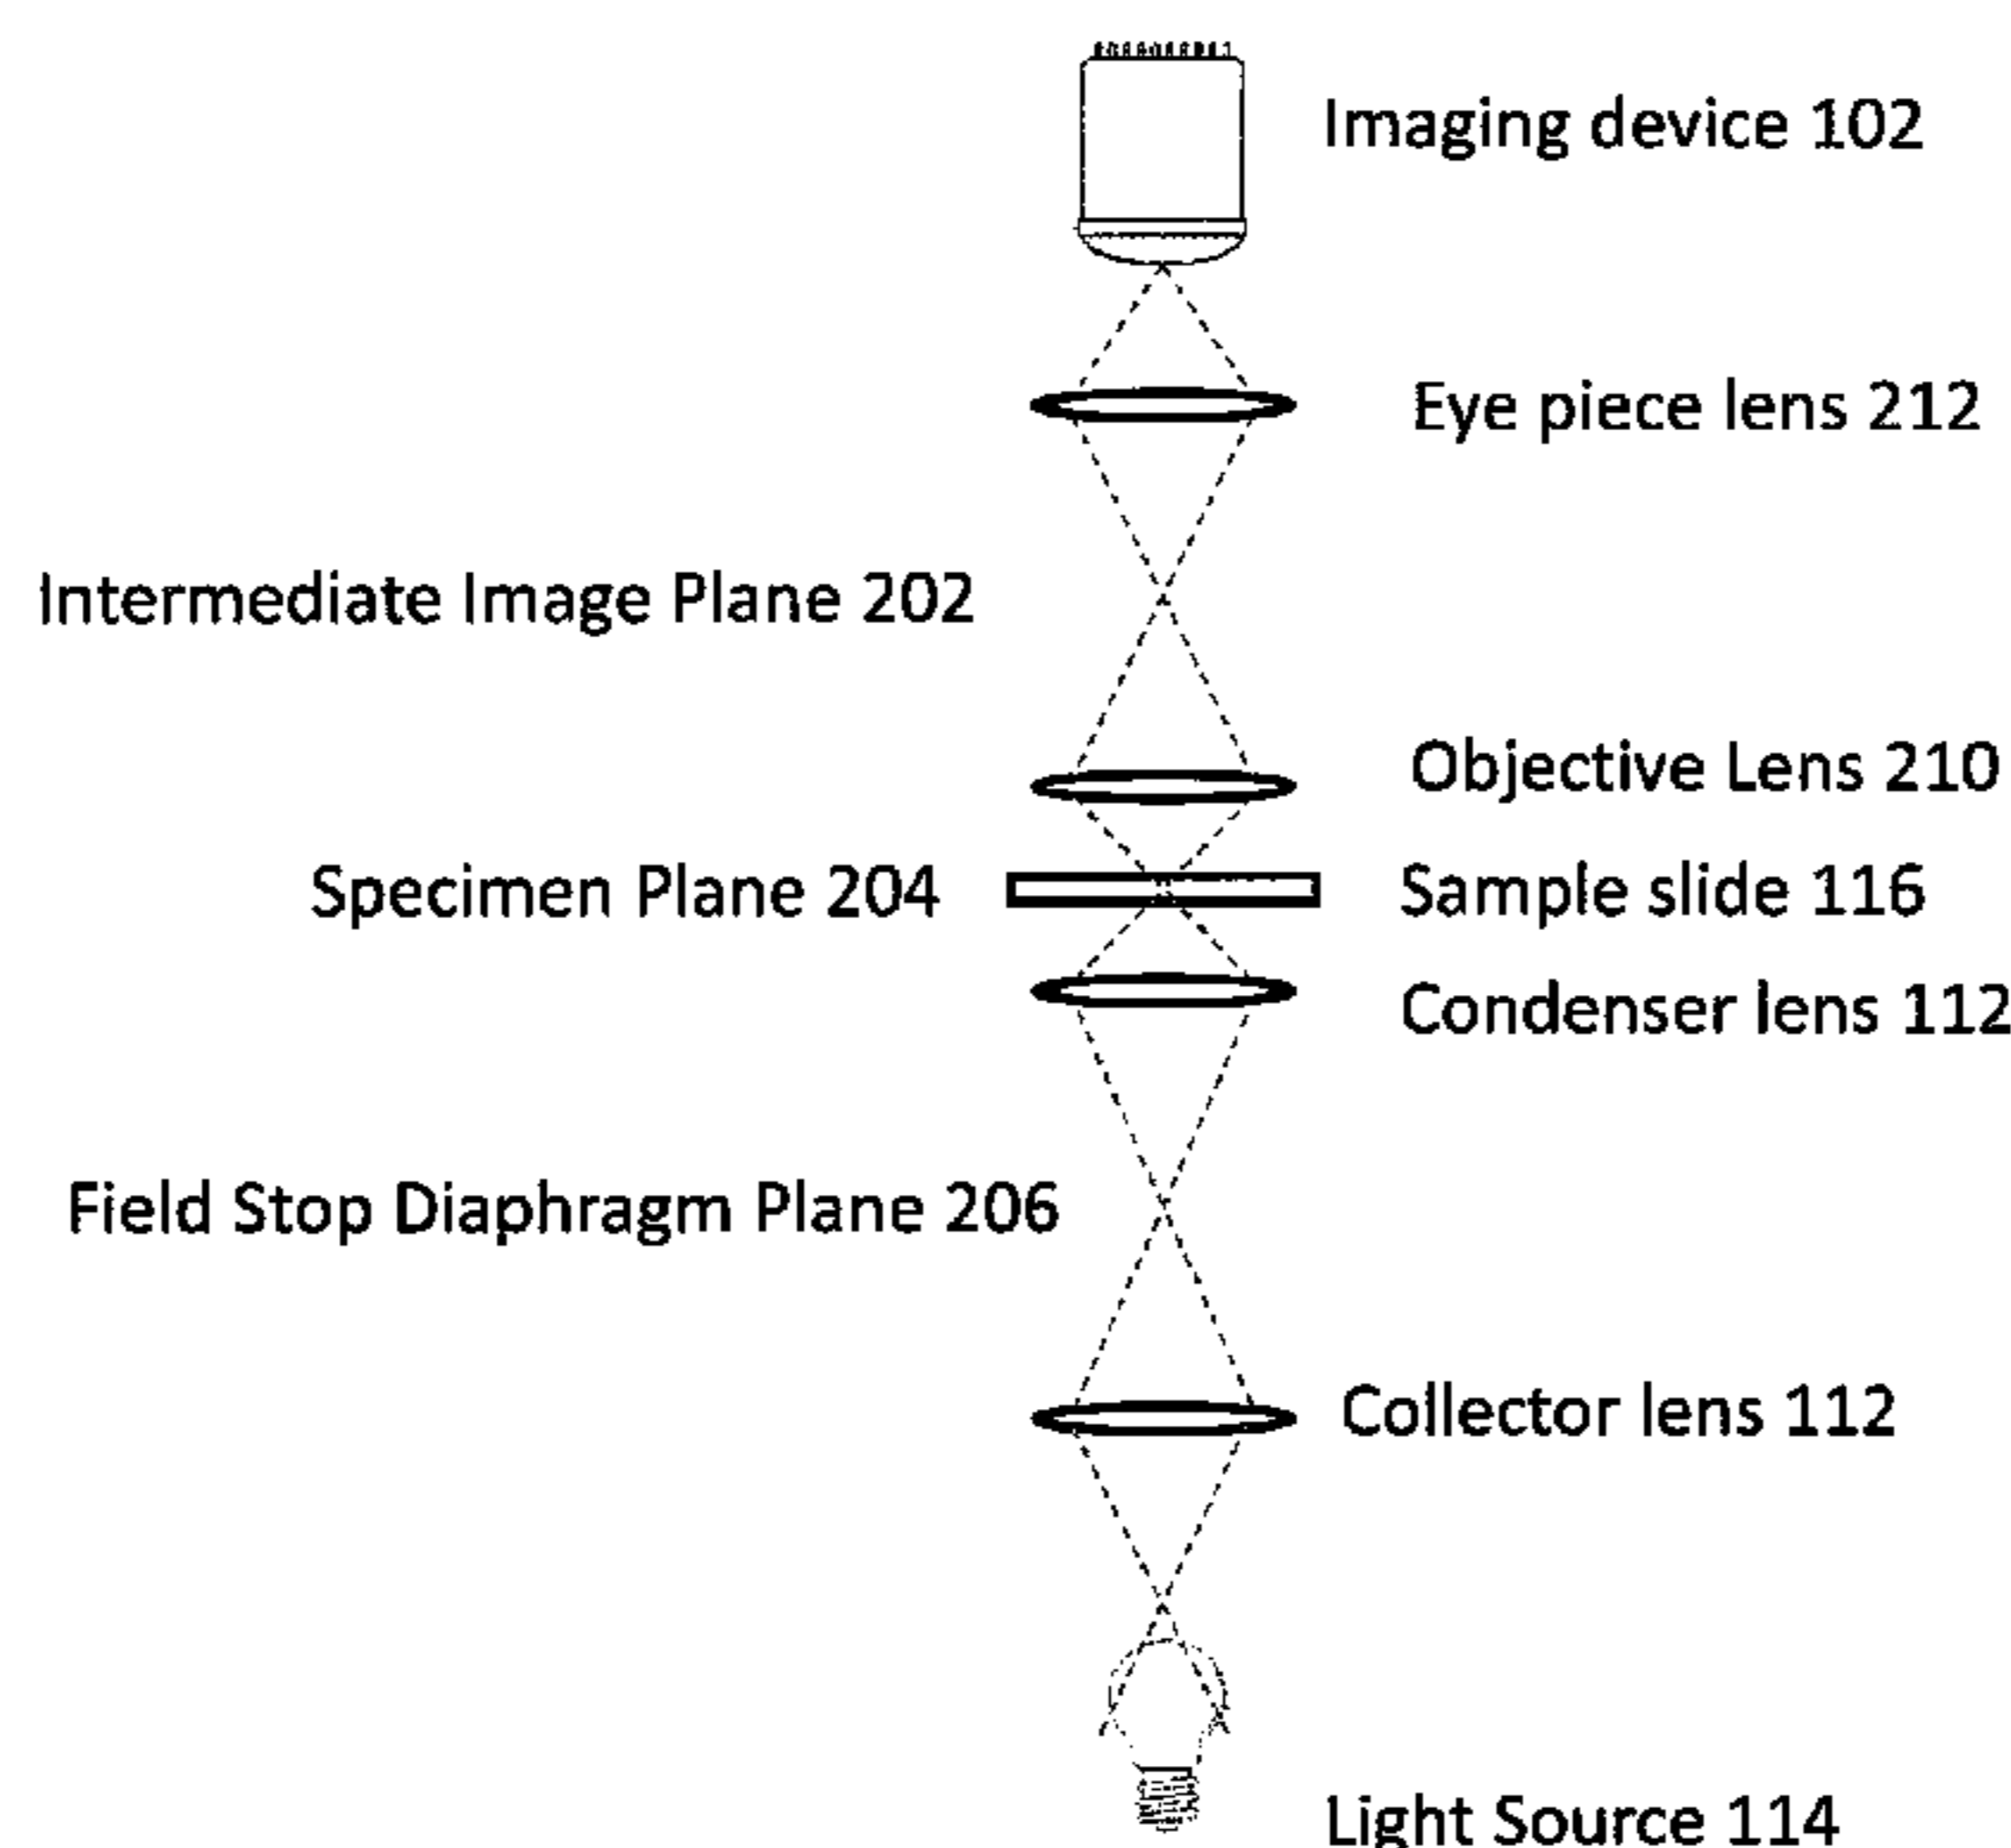 Imaging device 102
Eye piece lens 212
Intermediate Image Plane 202
Objective Lens 210
Specimen Plane 204
Sample slide 116
Condenser lens 112
Field Stop Diaphragm Plane 206
Collector lens 112
Light Source 114